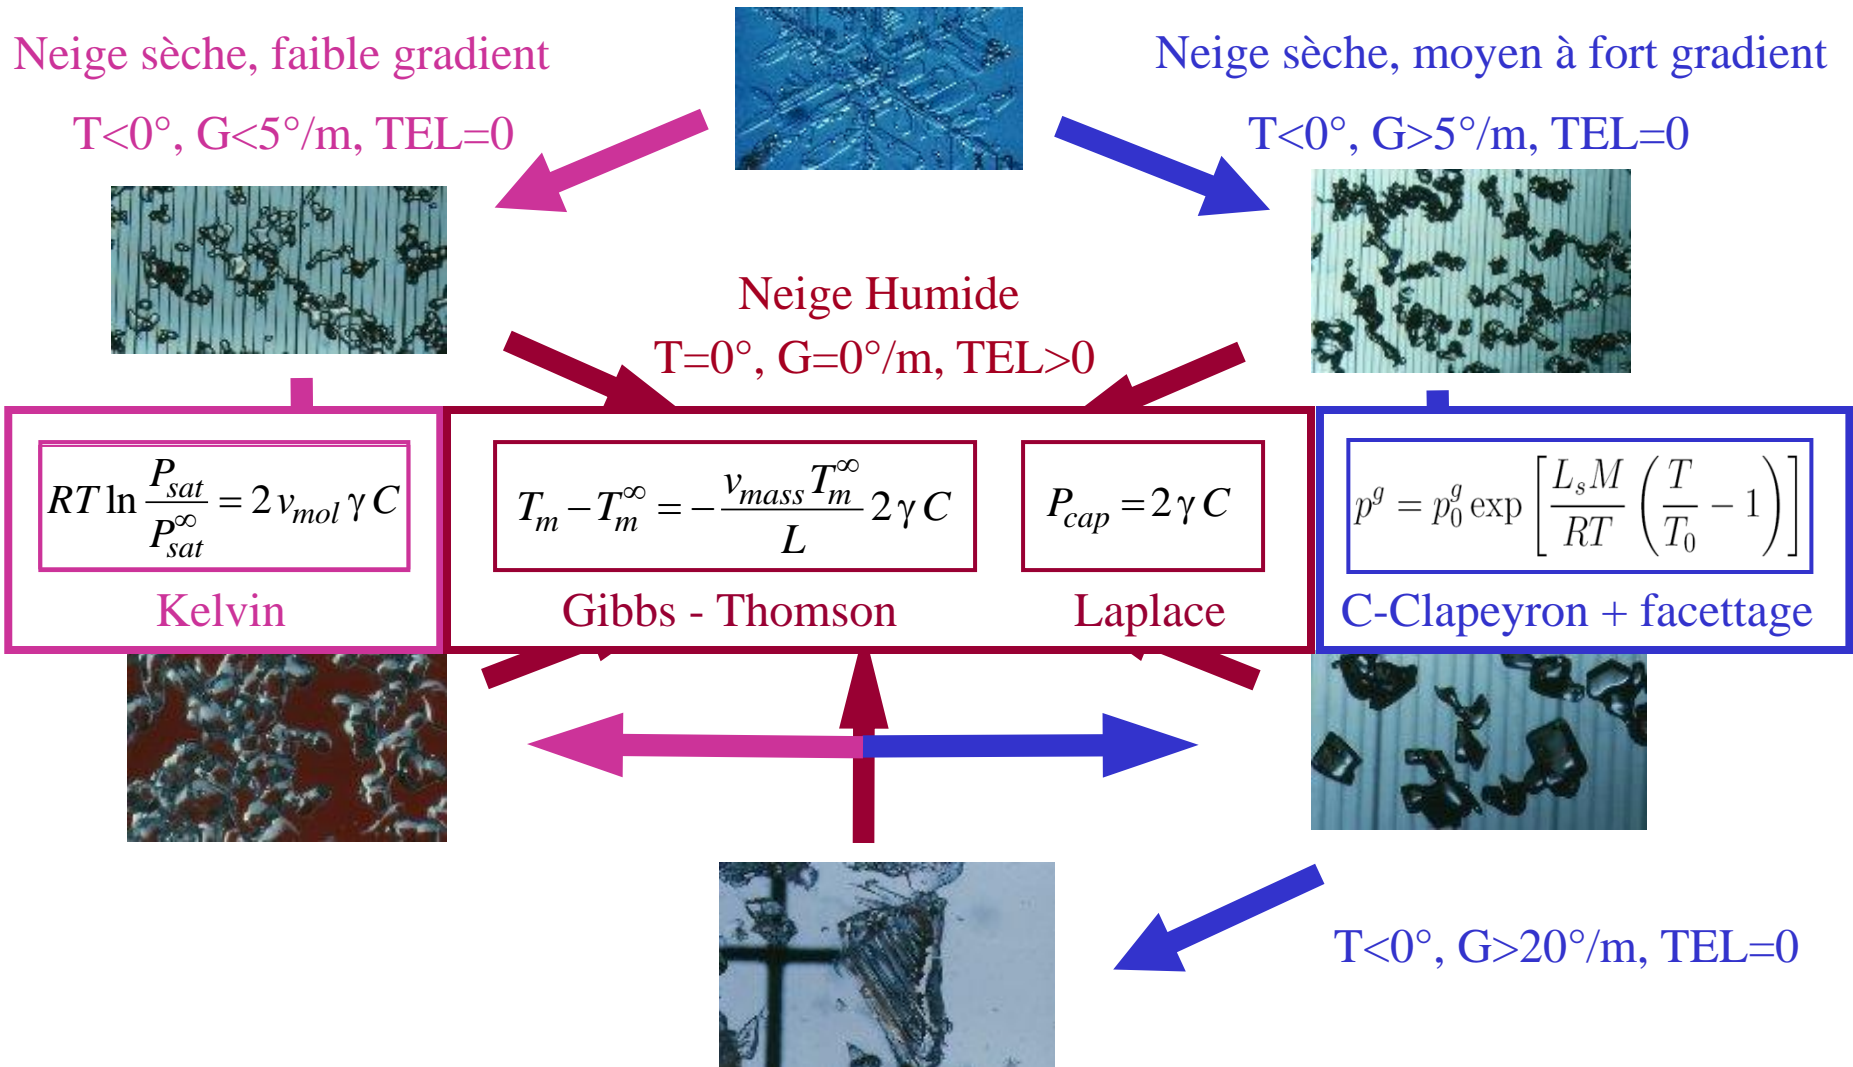 Neige sèche, faible gradient
T<0°, G<5°/m, TEL=0
Neige sèche, moyen à fort gradient
T<0°, G>5°/m, TEL=0
Neige Humide
T=0°, G=0°/m, TEL>0
RT ln P_sat / P_sat^∞ = 2 v_mol γ C
Kelvin
T_m − T_m^∞ = − (v_mass T_m^∞ / L) 2 γ C
Gibbs - Thomson
P_cap = 2 γ C
Laplace
p^g = p_0^g exp [ (L_s M / RT) ( T / T_0 − 1 ) ]
C-Clapeyron + facettage
T<0°, G>20°/m, TEL=0